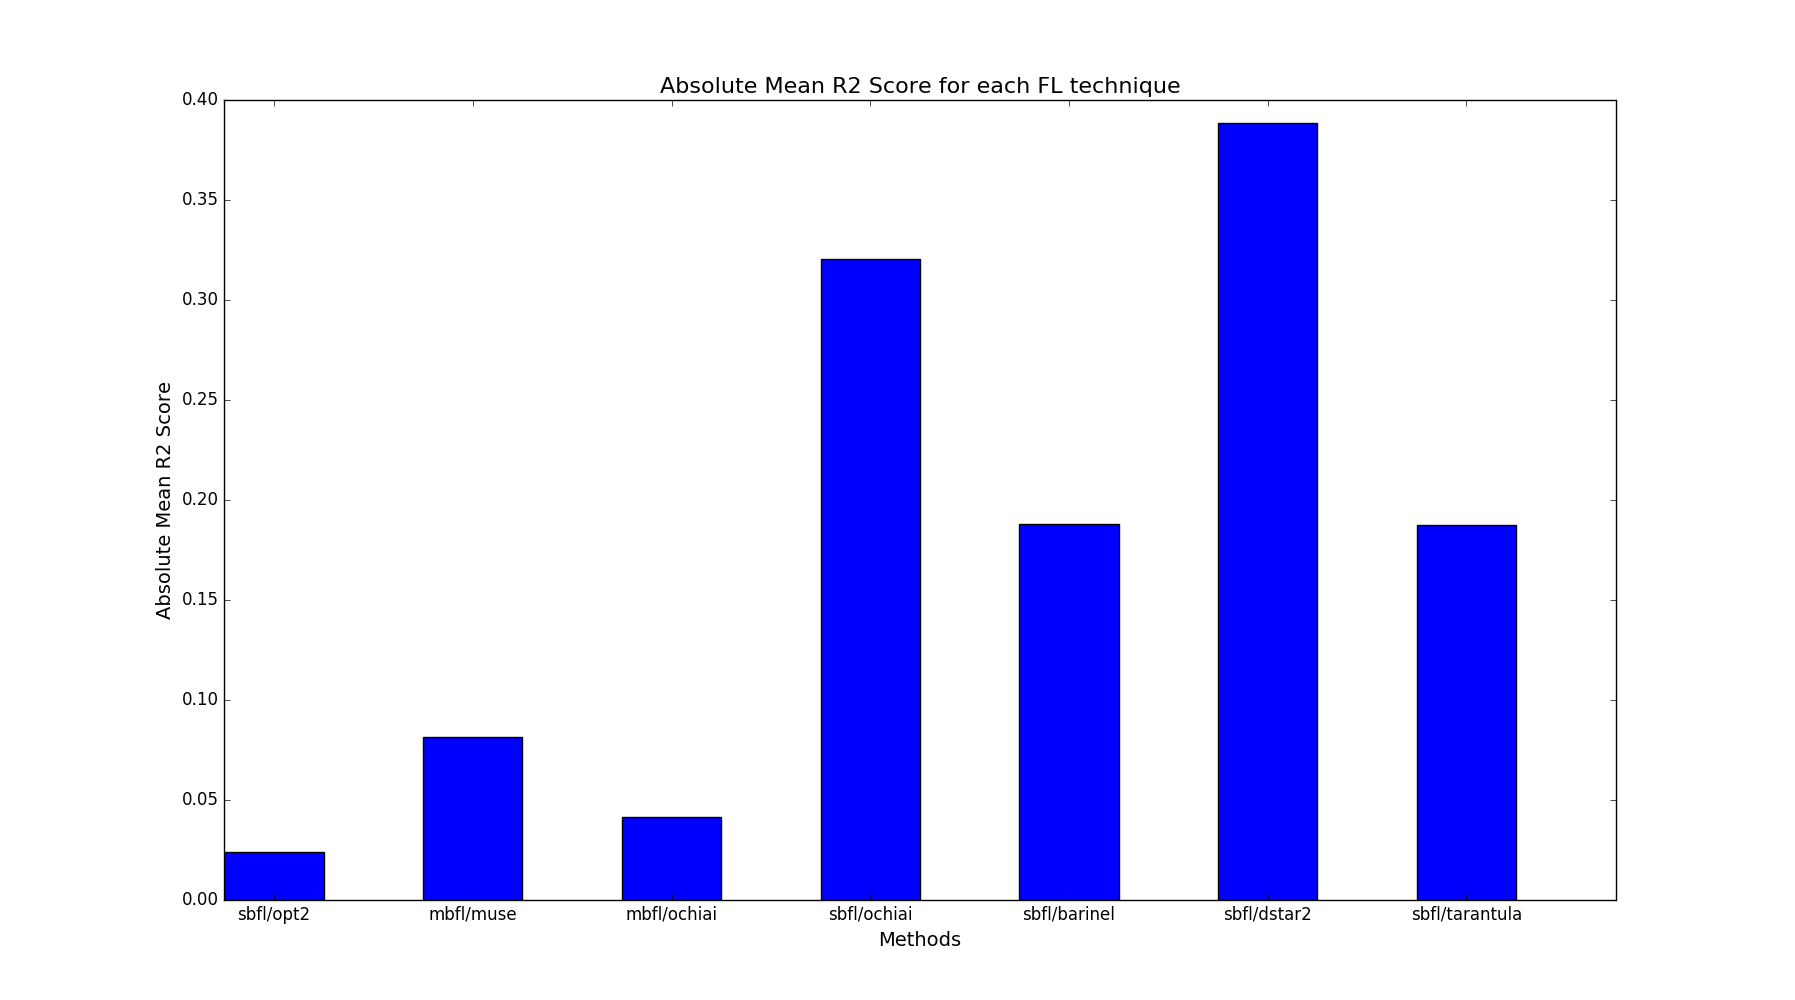 Absolute Mean R2 Score for each FL technique
0.40
0.35
0.30
0.25
0.20
0.15
0.10
0.05
0.00
Absolute Mean R2 Score
sbfl/opt2 mbfl/muse mbfl/ochiai sbfl/ochiai sbfl/barinel sbfl/dstar2 sbfl/tarantula
Methods